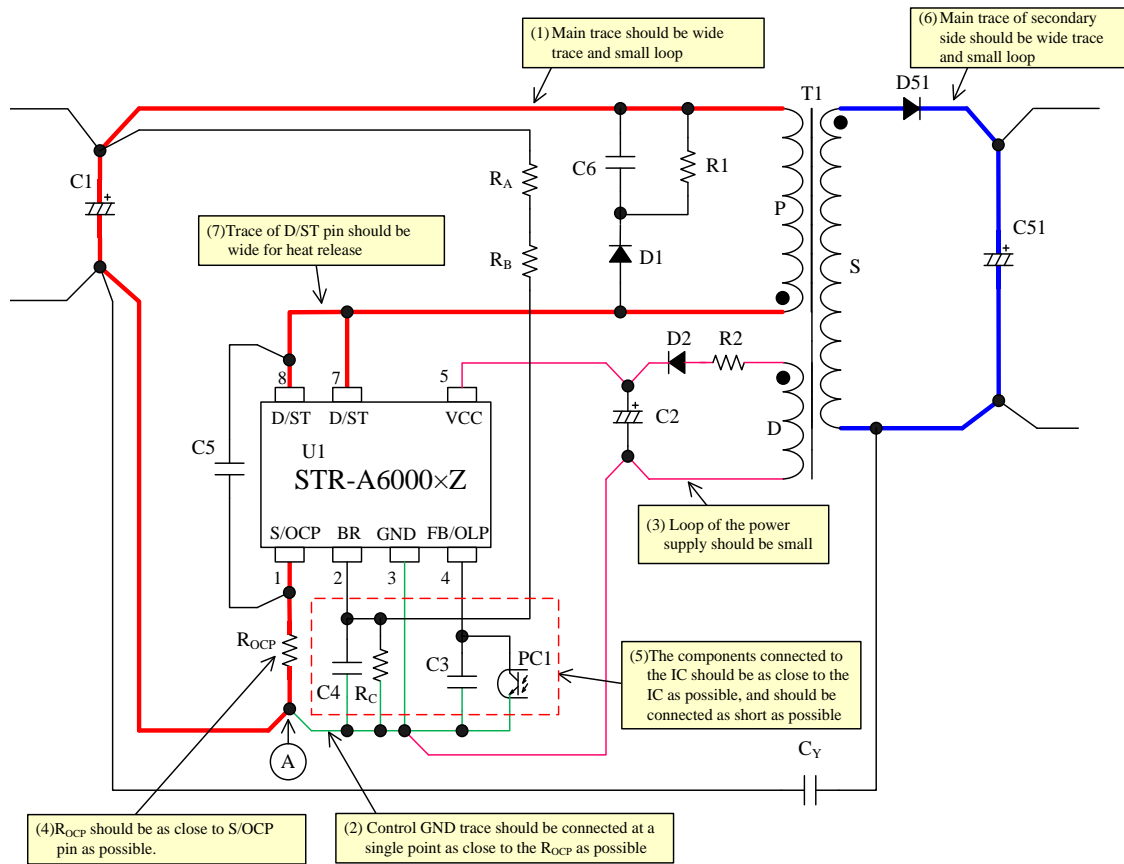 (1) Main trace should be wide
trace and small loop
(6) Main trace of secondary
side should be wide trace
and small loop
D51
T1
C1
C6
R1
RA
P
(7)Trace of D/ST pin should be
wide for heat release
RB
D1
S
C51
D2
R2
8
7
5
D/ST
D/ST
VCC
C2
D
C5
U1
STR-A6000×Z
(3) Loop of the power
supply should be small
S/OCP
BR
GND
FB/OLP
1
2
3
4
ROCP
C4
RC
C3
PC1
(5)The components connected to
the IC should be as close to the
IC as possible, and should be
connected as short as possible
A
CY
(4)ROCP should be as close to S/OCP
pin as possible.
(2) Control GND trace should be connected at a
single point as close to the ROCP as possible